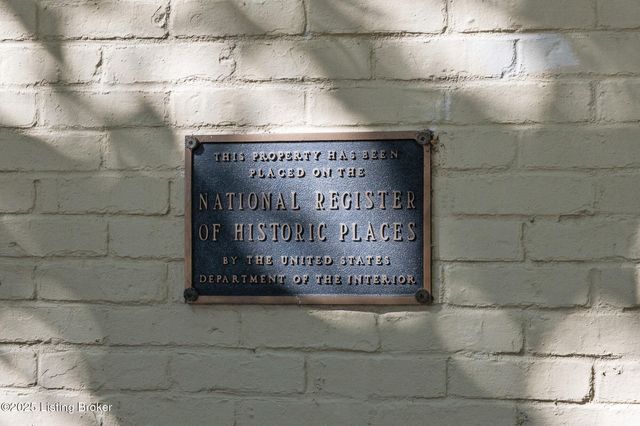 THIS PROPERTY HAS BEEN
PLACED ON THE
NATIONAL REGISTER
OF HISTORIC PLACES
BY THE UNITED STATES
DEPARTMENT OF THE INTERIOR
©2025 Listing Broker